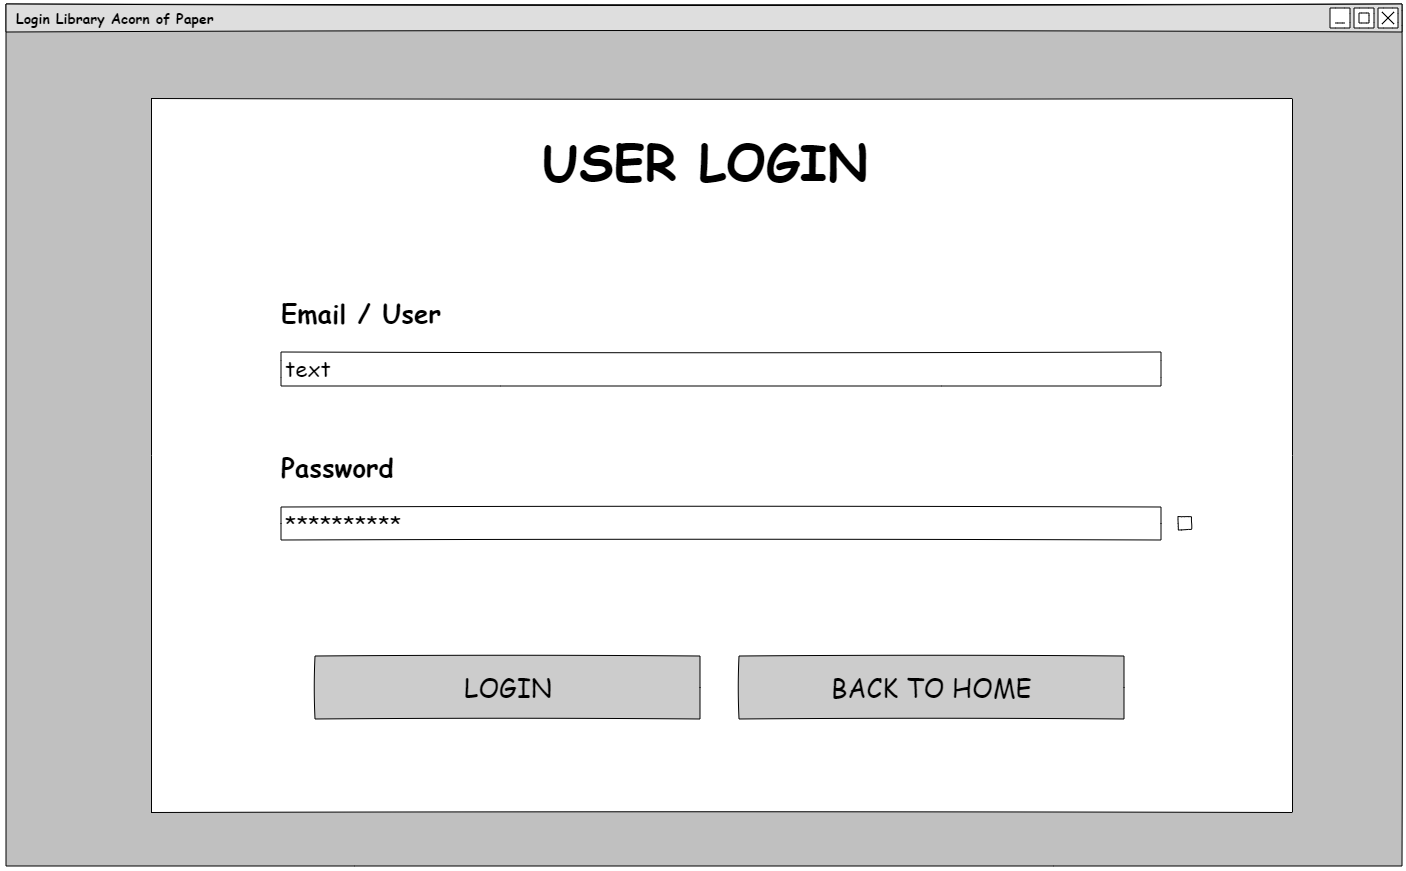 Login Library Acorn of Paper
USER LOGIN
Email / User
text
Password
**********
LOGIN
BACK TO HOME